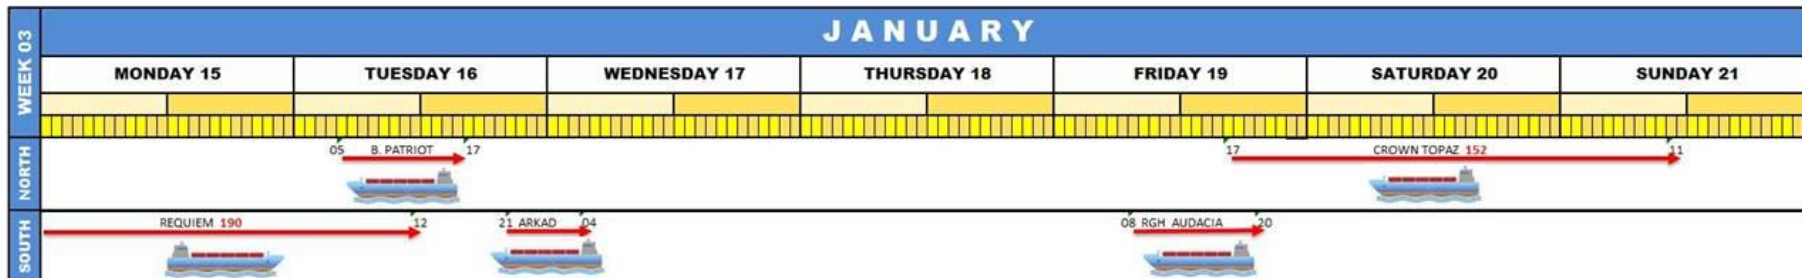 WEEK 03
JANUARY
MONDAY 15 TUESDAY 16 WEDNESDAY 17 THURSDAY 18 FRIDAY 19 SATURDAY 20 SUNDAY 21
NORTH
05 B. PATRIOT 17 17 CROWN TOPAZ 152 11
SOUTH
REQUIEM 190 12 21 ARKAD 04 08 RGH AUDACIA 20